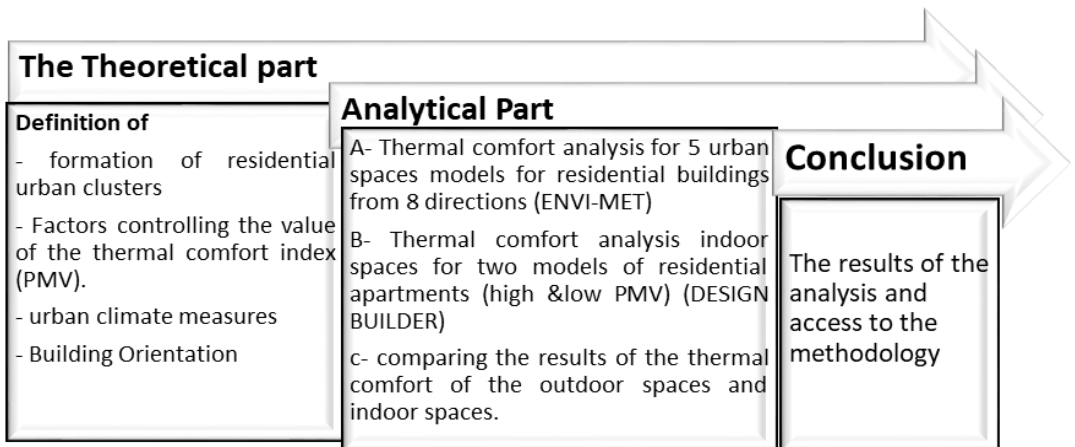 The Theoretical part
Definition of
- formation of residential
urban clusters
- Factors controlling the value
of the thermal comfort index
(PMV).
- urban climate measures
- Building Orientation
Analytical Part
A- Thermal comfort analysis for 5 urban
spaces models for residential buildings
from 8 directions (ENVI-MET)
B- Thermal comfort analysis indoor
spaces for two models of residential
apartments (high &low PMV) (DESIGN
BUILDER)
c- comparing the results of the thermal
comfort of the outdoor spaces and
indoor spaces.
Conclusion
The results of the
analysis and
access to the
methodology